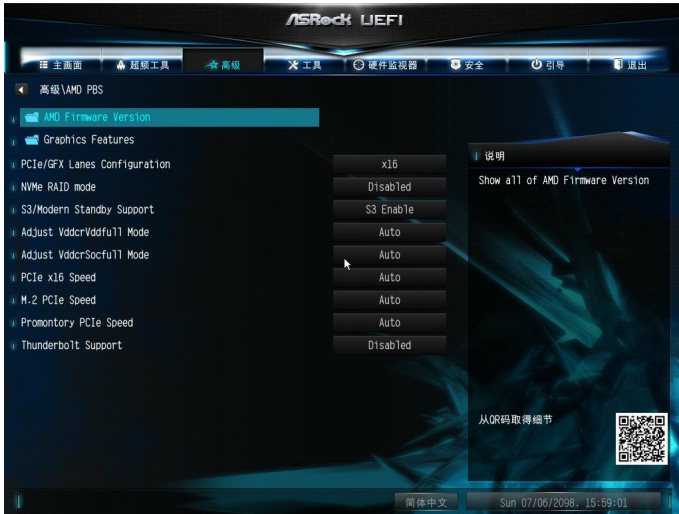 ASRock UEFI
主画面 超频工具 高级 工具 硬件监视器 安全 引导 退出
高级\AMD PBS
AMD Firmware Version
Graphics Features
PCIe/GFX Lanes Configuration x16
NVMe RAID mode Disabled
S3/Modern Standby Support S3 Enable
Adjust VddcrVddfull Mode Auto
Adjust VddcrSocfull Mode Auto
PCIe x16 Speed Auto
M.2 PCIe Speed Auto
Promontory PCIe Speed Auto
Thunderbolt Support Disabled
说明
Show all of AMD Firmware Version
从QR码取得细节
简体中文 Sun 07/06/2098. 15:59:01